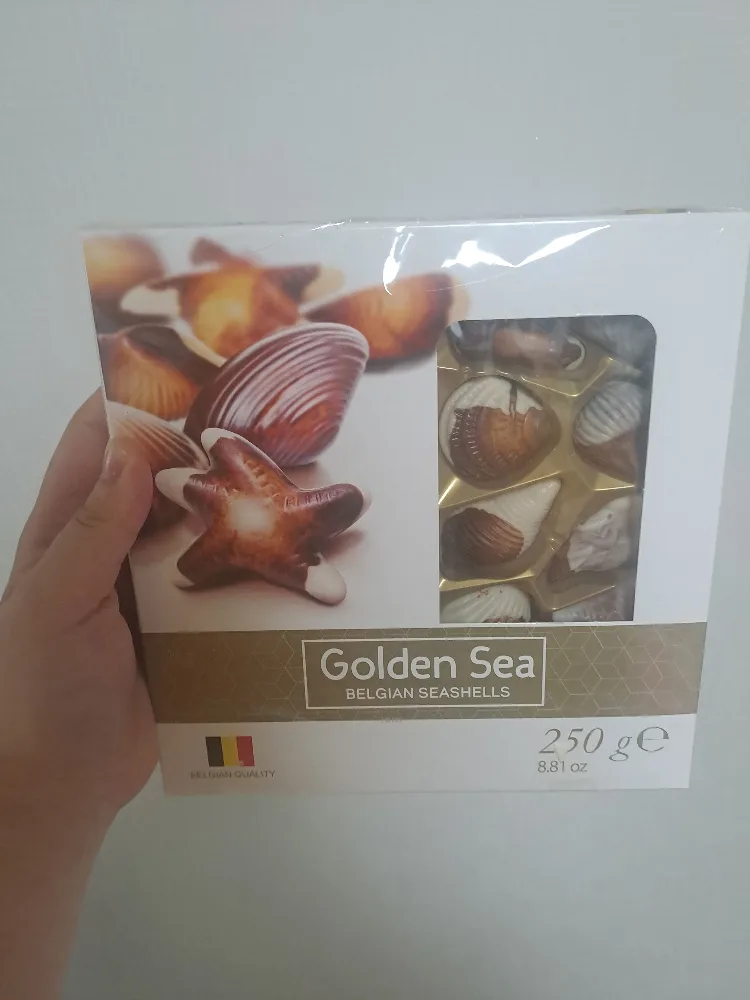 Golden Sea
BELGIAN SEASHELLS
BELGIAN QUALITY
250 g℮
8.81 oz